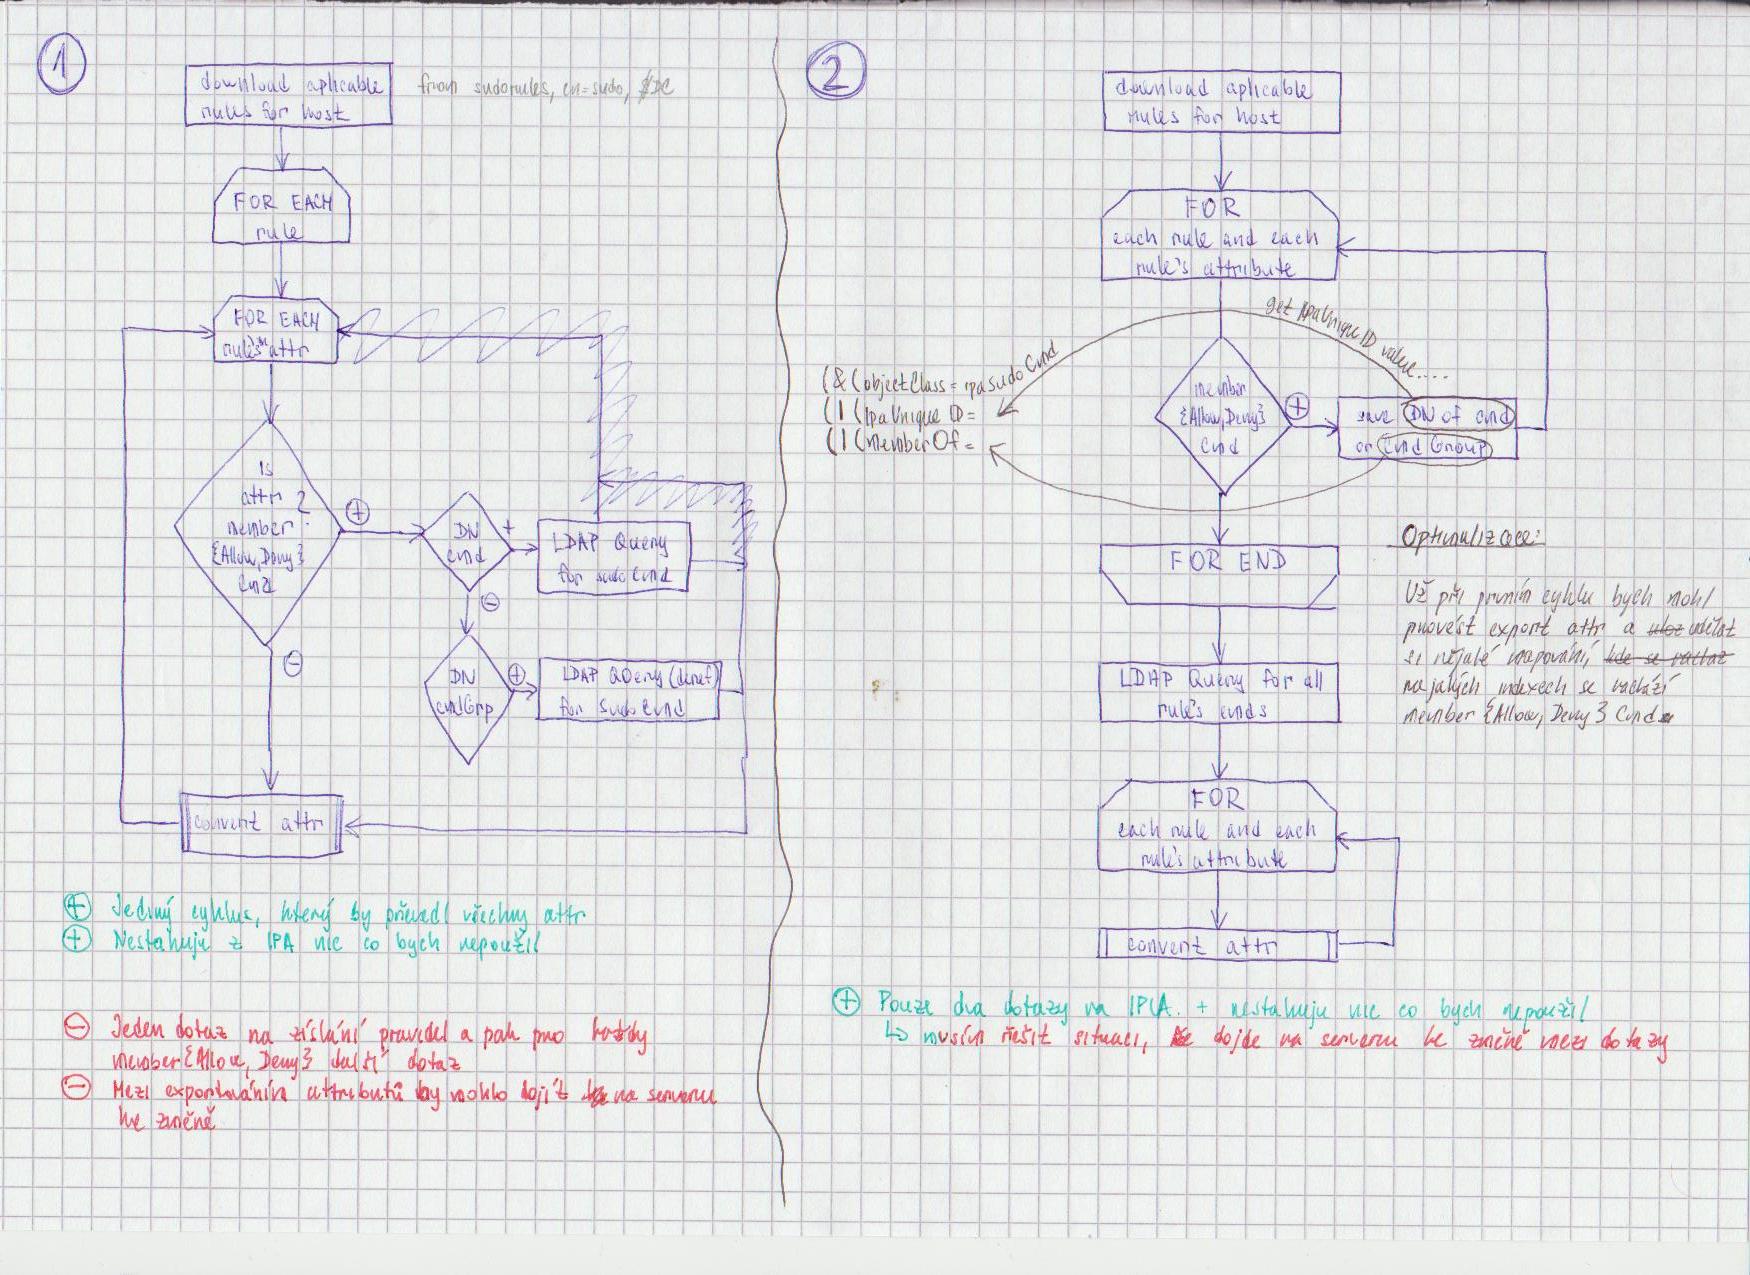 1
download aplicable
rules for host
from sudorules, cn=sudo, $DC
FOR EACH
rule
FOR EACH
rule's attr
Is
attr
member ?
{Allow,Deny}
Cmd
+
DN
cmd
+
LDAP Query
for sudoCmd
-
DN
cmdGrp
+
LDAP Query (deref)
for sudoCmd
-
convert attr
+ Jediný cyklus, který by převedl všechny attr
+ Nestahuju z IPA nic co bych nepoužil
- Jeden dotaz na získání pravidel a pak pro každý
member{Allow, Deny} další dotaz
- Mezi exportováním attributů by mohlo dojít na serveru
ke změně
2
download aplicable
rules for host
FOR
each rule and each
rule's attribute
get ipaUniqueID value....
(&(objectClass=ipasudoCmd
(|(ipaUniqueID=
(|(memberOf=
member
{Allow,Deny}
Cmd
+
save DN of cmd
or Cmd Group
FOR END
Optimalizace:
Už při prvním cyklu bych mohl
provést export attr a udělat
si nějaké mapování,
na jakých indexech se nachází
member {Allow, Deny} Cmd
LDAP Query for all
rule's cmds
FOR
each rule and each
rule's attribute
convert attr
+ Pouze dva dotazy na IPA. + nestahuju nic co bych nepoužil
↳ musím řešit situaci, dojde na serveru ke změně mezi dotazy